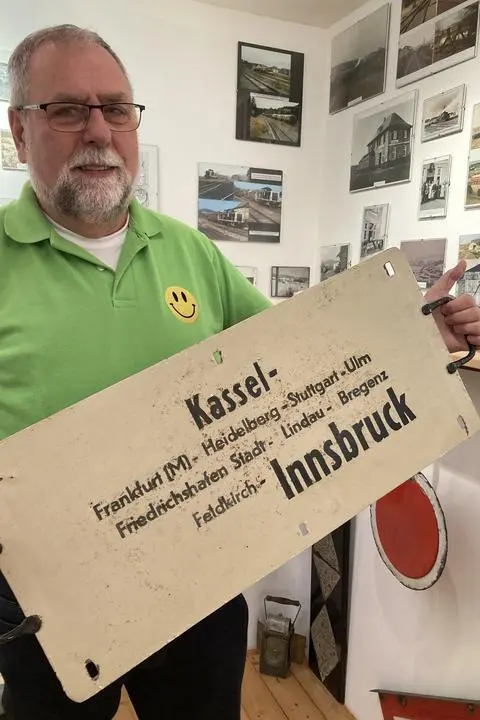 Kassel-
Frankfurt (M)- Heidelberg-Stuttgart-Ulm
Friedrichshafen Stadt- Lindau- Bregenz
Feldkirch- Innsbruck